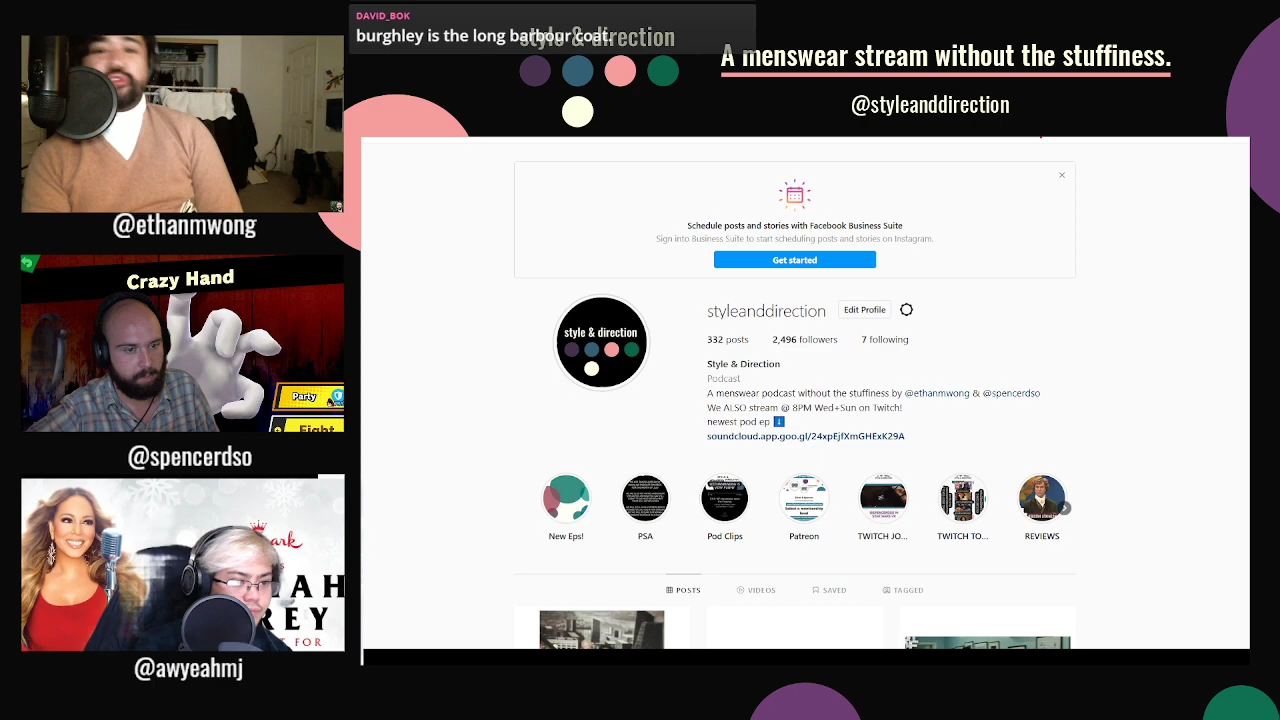 DAVID_BOK
burghley is the long barbour coat.
style & direction
A menswear stream without the stuffiness.
@styleanddirection
@ethanmwong
Crazy Hand
Party
Fight
@spencerdso
@awyeahmj
Schedule posts and stories with Facebook Business Suite
Sign into Business Suite to start scheduling posts and stories on Instagram.
Get started
style & direction
styleanddirection
Edit Profile
332 posts 2,496 followers 7 following
Style & Direction
Podcast
A menswear podcast without the stuffiness by @ethanmwong & @spencerdso
We ALSO stream @ 8PM Wed+Sun on Twitch!
newest pod ep
soundcloud.app.goo.gl/24xpEjfXmGHExK29A
New Eps! PSA Pod Clips Patreon TWITCH JO... TWITCH TO... REVIEWS
POSTS VIDEOS SAVED TAGGED